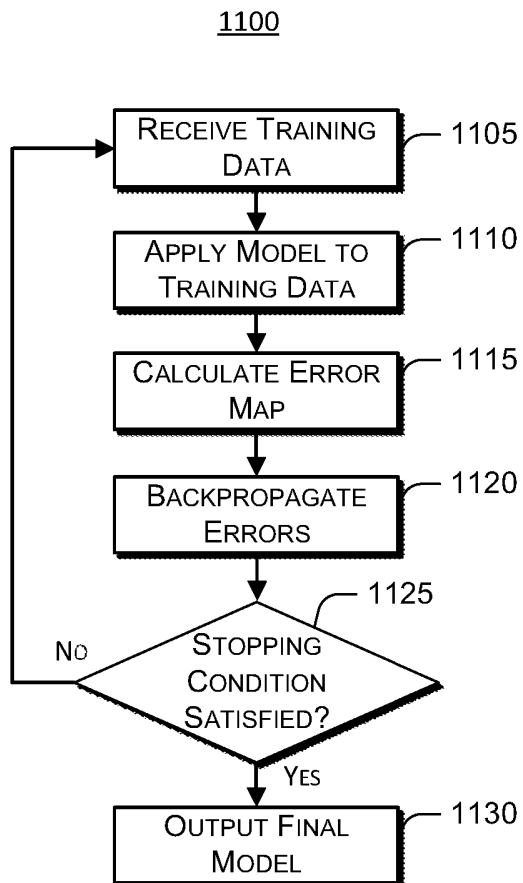 1100
RECEIVE TRAINING
DATA
1105
APPLY MODEL TO
TRAINING DATA
1110
CALCULATE ERROR
MAP
1115
BACKPROPAGATE
ERRORS
1120
STOPPING
CONDITION
SATISFIED?
1125
NO
YES
OUTPUT FINAL
MODEL
1130